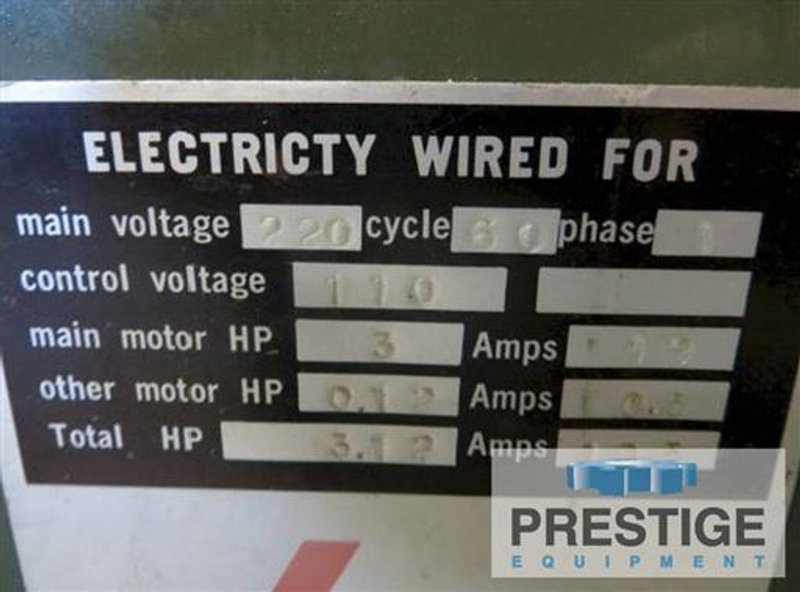 ELECTRICTY WIRED FOR
main voltage 220 cycle 60 phase 1
control voltage 110
main motor HP 3 Amps
other motor HP 0.12 Amps
Total HP 3.12 Amps
PRESTIGE
EQUIPMENT